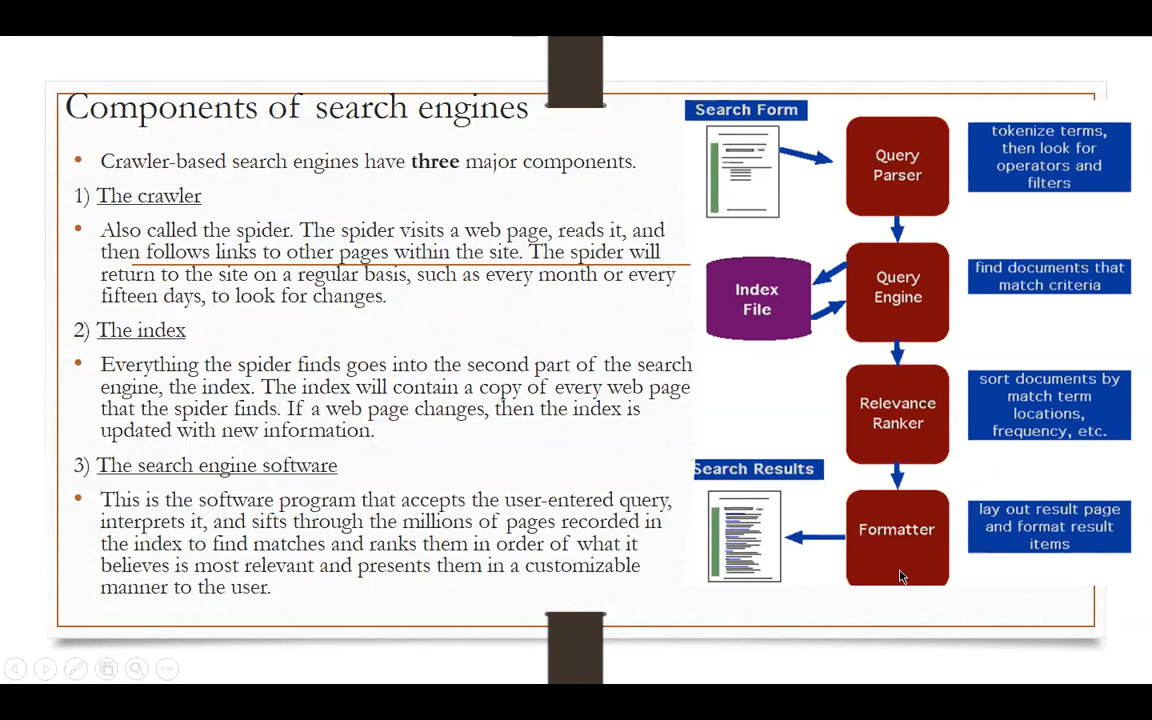 Components of search engines
• Crawler-based search engines have three major components.
1) The crawler
• Also called the spider. The spider visits a web page, reads it, and
then follows links to other pages within the site. The spider will
return to the site on a regular basis, such as every month or every
fifteen days, to look for changes.
2) The index
• Everything the spider finds goes into the second part of the search
engine, the index. The index will contain a copy of every web page
that the spider finds. If a web page changes, then the index is
updated with new information.
3) The search engine software
• This is the software program that accepts the user-entered query,
interprets it, and sifts through the millions of pages recorded in
the index to find matches and ranks them in order of what it
believes is most relevant and presents them in a customizable
manner to the user.
Search Form
Query
Parser
tokenize terms,
then look for
operators and
filters
Index
File
Query
Engine
find documents that
match criteria
Relevance
Ranker
sort documents by
match term
locations,
frequency, etc.
Search Results
Formatter
lay out result page
and format result
items